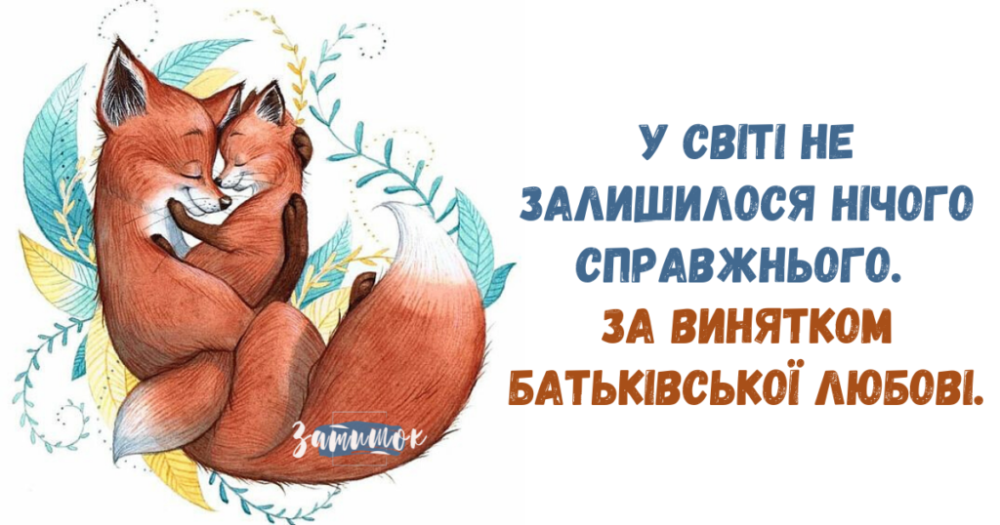 У СВІТІ НЕ
ЗАЛИШИЛОСЯ НІЧОГО
СПРАВЖНЬОГО.
ЗА ВИНЯТКОМ
БАТЬКІВСЬКОЇ ЛЮБОВІ.
Затишок